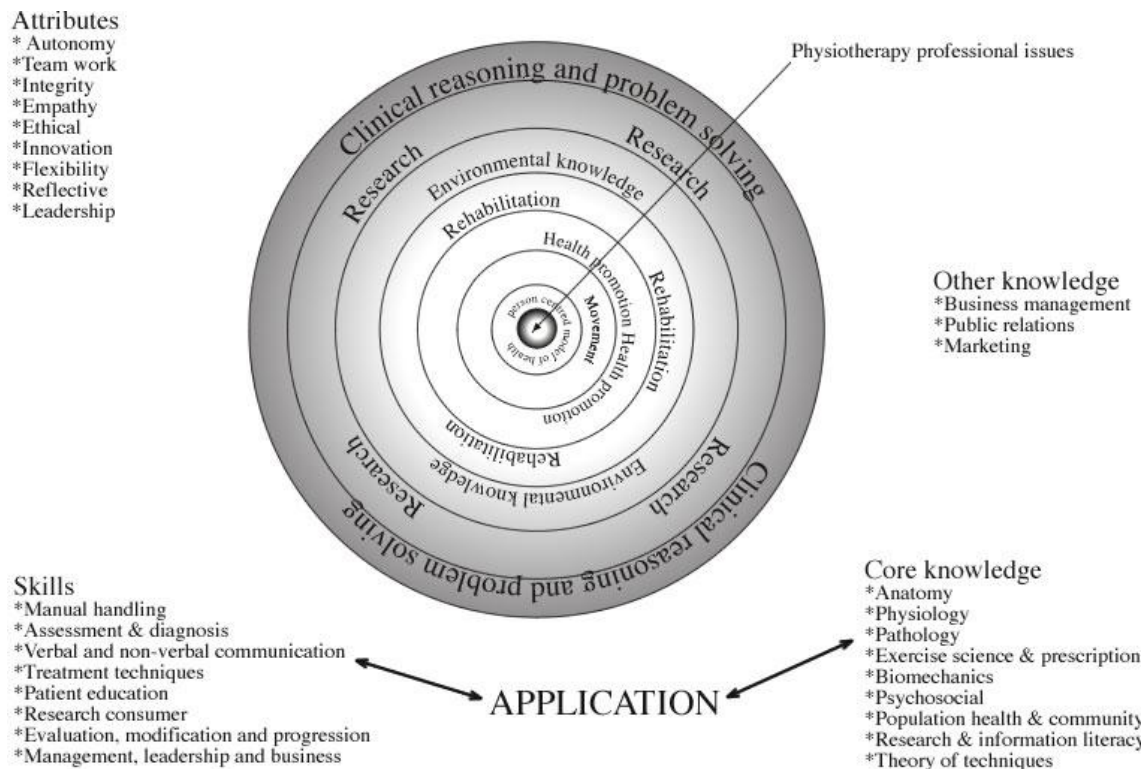 Attributes
* Autonomy
*Team work
*Integrity
*Empathy
*Ethical
*Innovation
*Flexibility
*Reflective
*Leadership
Physiotherapy professional issues
Clinical reasoning and problem solving
Research
Research
Environmental knowledge
Rehabilitation
Health promotion Health promotion
Movement
person centred model of health
Rehabilitation
Rehabilitation
Environmental knowledge
Research
Research
Clinical reasoning and problem solving
Other knowledge
*Business management
*Public relations
*Marketing
Skills
*Manual handling
*Assessment & diagnosis
*Verbal and non-verbal communication
*Treatment techniques
*Patient education
*Research consumer
*Evaluation, modification and progression
*Management, leadership and business
APPLICATION
Core knowledge
*Anatomy
*Physiology
*Pathology
*Exercise science & prescription
*Biomechanics
*Psychosocial
*Population health & community
*Research & information literacy
*Theory of techniques